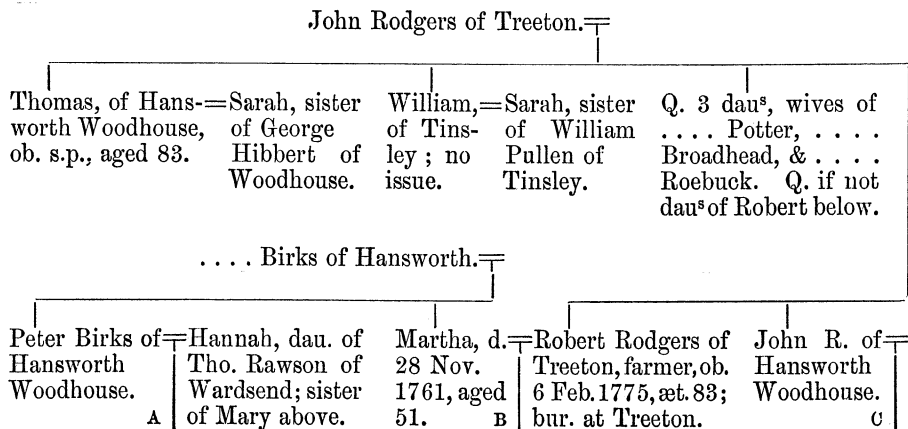 John Rodgers of Treeton.
Thomas, of Hans-
worth Woodhouse,
ob. s.p., aged 83.
Sarah, sister
of George
Hibbert of
Woodhouse.
William,
of Tins-
ley ; no
issue.
Sarah, sister
of William
Pullen of
Tinsley.
Q. 3 dauˢ, wives of
. . . . Potter, . . . .
Broadhead, & . . . .
Roebuck. Q. if not
dauˢ of Robert below.
. . . . Birks of Hansworth.
Peter Birks of
Hansworth
Woodhouse.
A
Hannah, dau. of
Tho. Rawson of
Wardsend; sister
of Mary above.
Martha, d.
28 Nov.
1761, aged
51.
B
Robert Rodgers of
Treeton, farmer, ob.
6 Feb. 1775, æt. 83;
bur. at Treeton.
John R. of
Hansworth
Woodhouse.
C